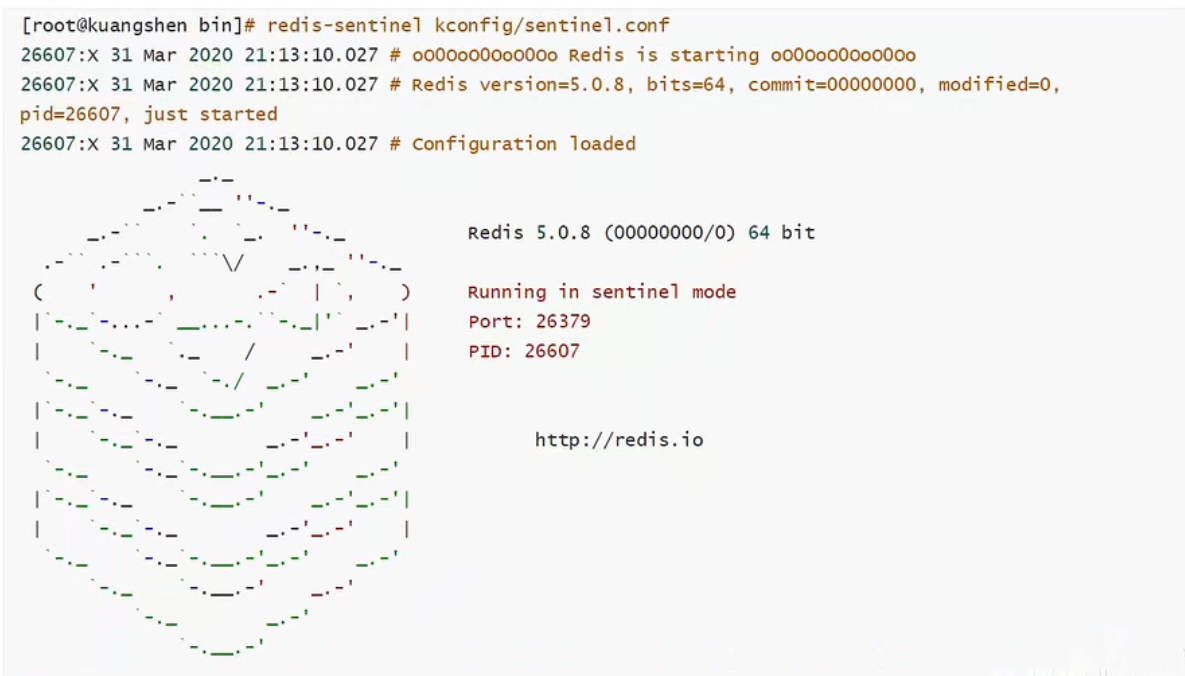 [root@kuangshen bin]# redis-sentinel kconfig/sentinel.conf
26607:X 31 Mar 2020 21:13:10.027 # oO0OoO0OoO0Oo Redis is starting oO0OoO0OoO0Oo
26607:X 31 Mar 2020 21:13:10.027 # Redis version=5.0.8, bits=64, commit=00000000, modified=0,
pid=26607, just started
26607:X 31 Mar 2020 21:13:10.027 # Configuration loaded
Redis 5.0.8 (00000000/0) 64 bit
Running in sentinel mode
Port: 26379
PID: 26607
http://redis.io